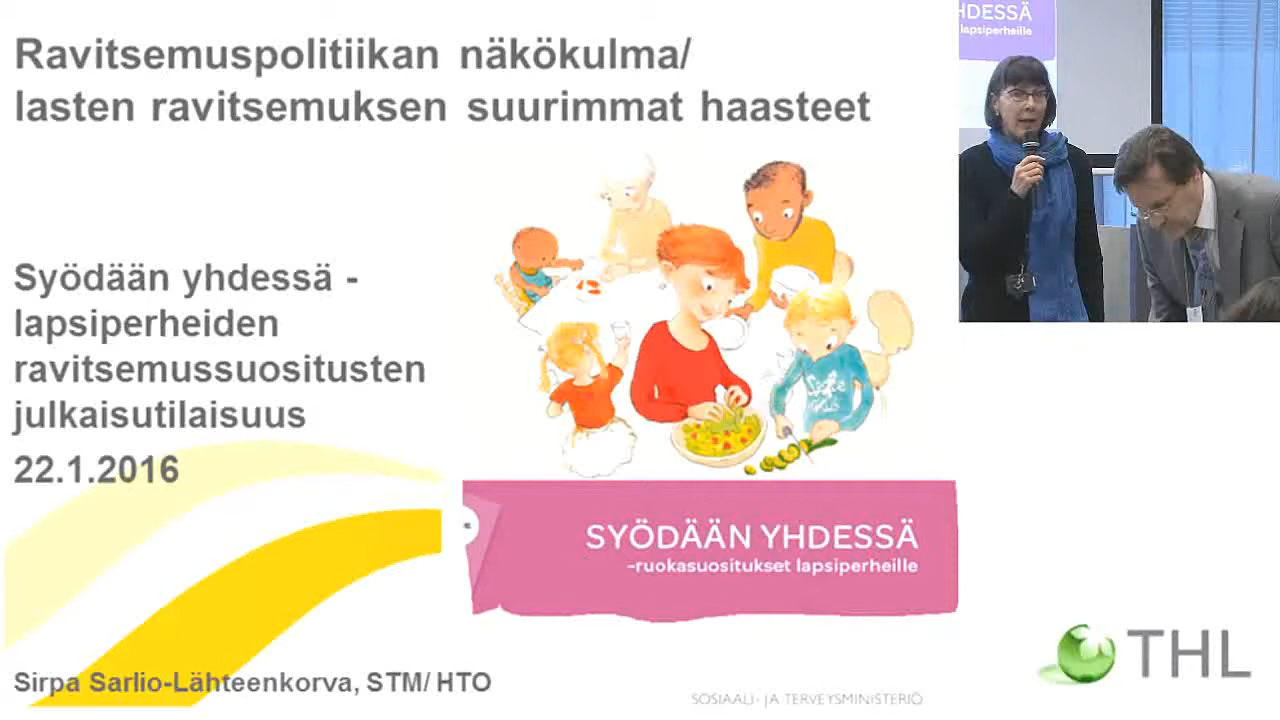 Ravitsemuspolitiikan näkökulma/
lasten ravitsemuksen suurimmat haasteet
Syödään yhdessä -
lapsiperheiden
ravitsemussuositusten
julkaisutilaisuus
22.1.2016
SYÖDÄÄN YHDESSÄ
-ruokasuositukset lapsiperheille
Sirpa Sarlio-Lähteenkorva, STM/ HTO
SOSIAALI- JA TERVEYSMINISTERIÖ
HDESSÄ
lapsiperheille
THL